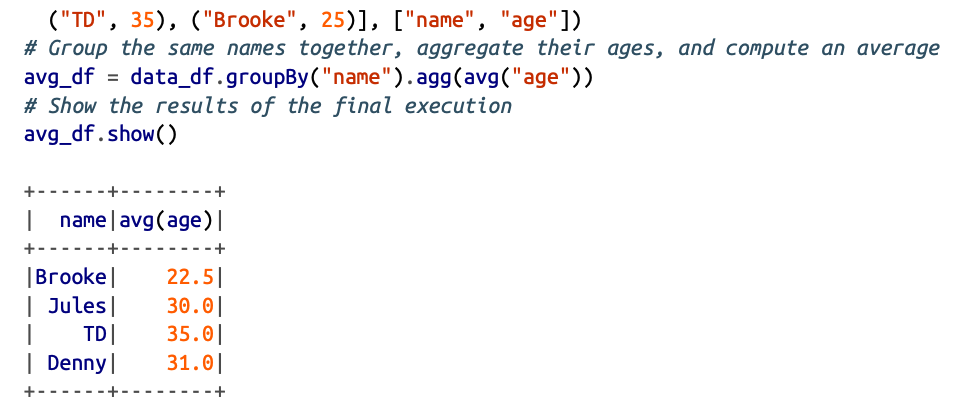 ("TD", 35), ("Brooke", 25)], ["name", "age"])
# Group the same names together, aggregate their ages, and compute an average
avg_df = data_df.groupBy("name").agg(avg("age"))
# Show the results of the final execution
avg_df.show()

+------+--------+
|  name|avg(age)|
+------+--------+
|Brooke|    22.5|
| Jules|    30.0|
|    TD|    35.0|
| Denny|    31.0|
+------+--------+